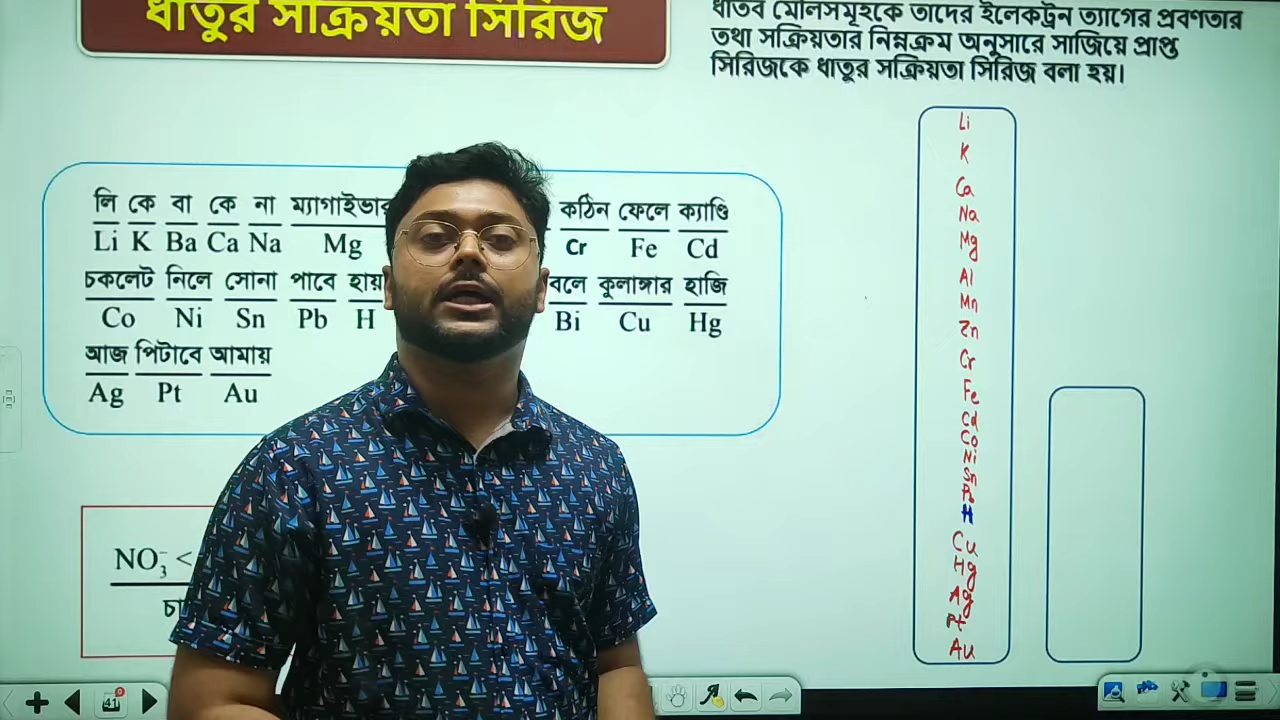 ধাতুর সক্রিয়তা সিরিজ
ধাতব মৌলসমূহকে তাদের ইলেকট্রন ত্যাগের প্রবণতার
তথা সক্রিয়তার নিম্নক্রম অনুসারে সাজিয়ে প্রাপ্ত
সিরিজকে ধাতুর সক্রিয়তা সিরিজ বলা হয়।
লি কে বা কে না ম্যাগাইভার কঠিন ফেলে ক্যাণ্ডি
Li K Ba Ca Na Mg Cr Fe Cd
চকলেট নিলে সোনা পাবে হায় বলে কুলাঙ্গার হাজি
Co Ni Sn Pb H Bi Cu Hg
আজ পিটাবে আমায়
Ag Pt Au
NO₃⁻ <
Li
K
Ca
Na
Mg
Al
Mn
Zn
Cr
Fe
Cd
Co
Ni
Sn
Pb
H
Cu
Hg
Ag
Pt
Au
41